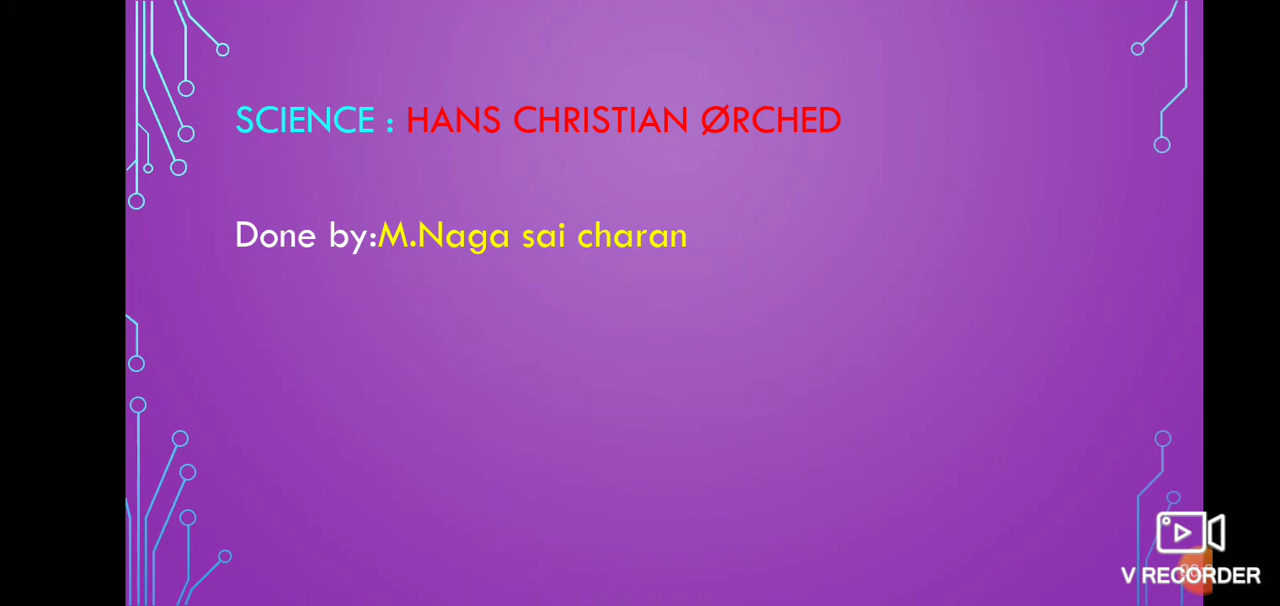 SCIENCE : HANS CHRISTIAN ØRCHED
Done by:M.Naga sai charan
V RECORDER